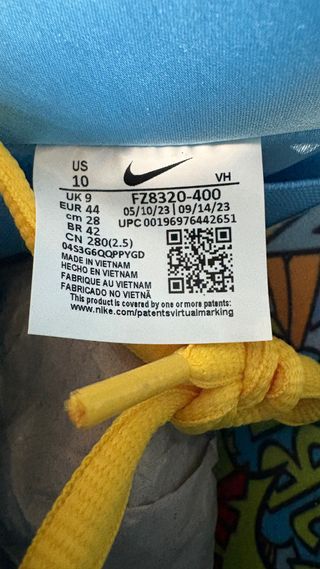 US
10
VH
UK 9
EUR 44
cm 28
BR 42
CN 280(2.5)
FZ8320-400
05/10/23 | 09/14/23
UPC 00196976442651
04S3G6QQPPYGD
MADE IN VIETNAM
HECHO EN VIETNAM
FABRIQUE AU VIETNAM
FABRICADO NO VIETNÃ
This product is covered by one or more patents:
www.nike.com/patentsvirtualmarking